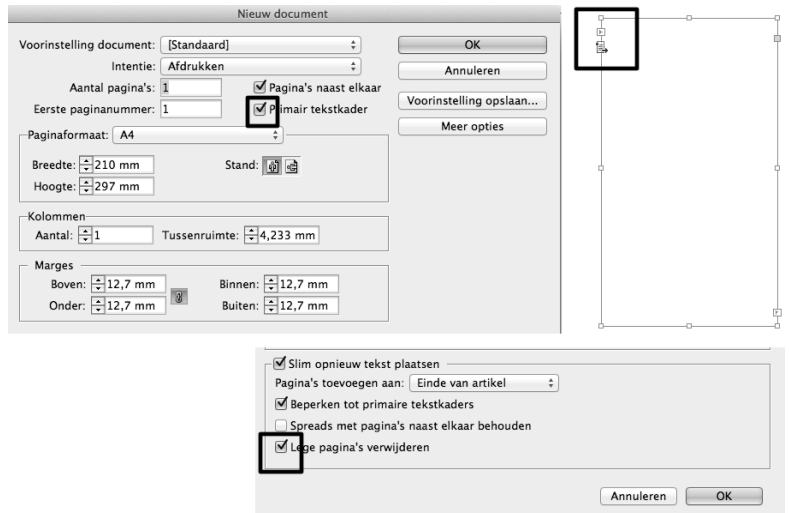 Nieuw document
Voorinstelling document: [Standaard]
OK
Intentie: Afdrukken
Annuleren
Aantal pagina's: 1
Pagina's naast elkaar
Voorinstelling opslaan...
Eerste paginanummer: 1
Primair tekstkader
Meer opties
Paginaformaat: A4
Breedte: 210 mm
Stand:
Hoogte: 297 mm
Kolommen
Aantal: 1
Tussenruimte: 4,233 mm
Marges
Boven: 12,7 mm
Binnen: 12,7 mm
Onder: 12,7 mm
Buiten: 12,7 mm
Slim opnieuw tekst plaatsen
Pagina's toevoegen aan: Einde van artikel
Beperken tot primaire tekstkaders
Spreads met pagina's naast elkaar behouden
Lege pagina's verwijderen
Annuleren
OK